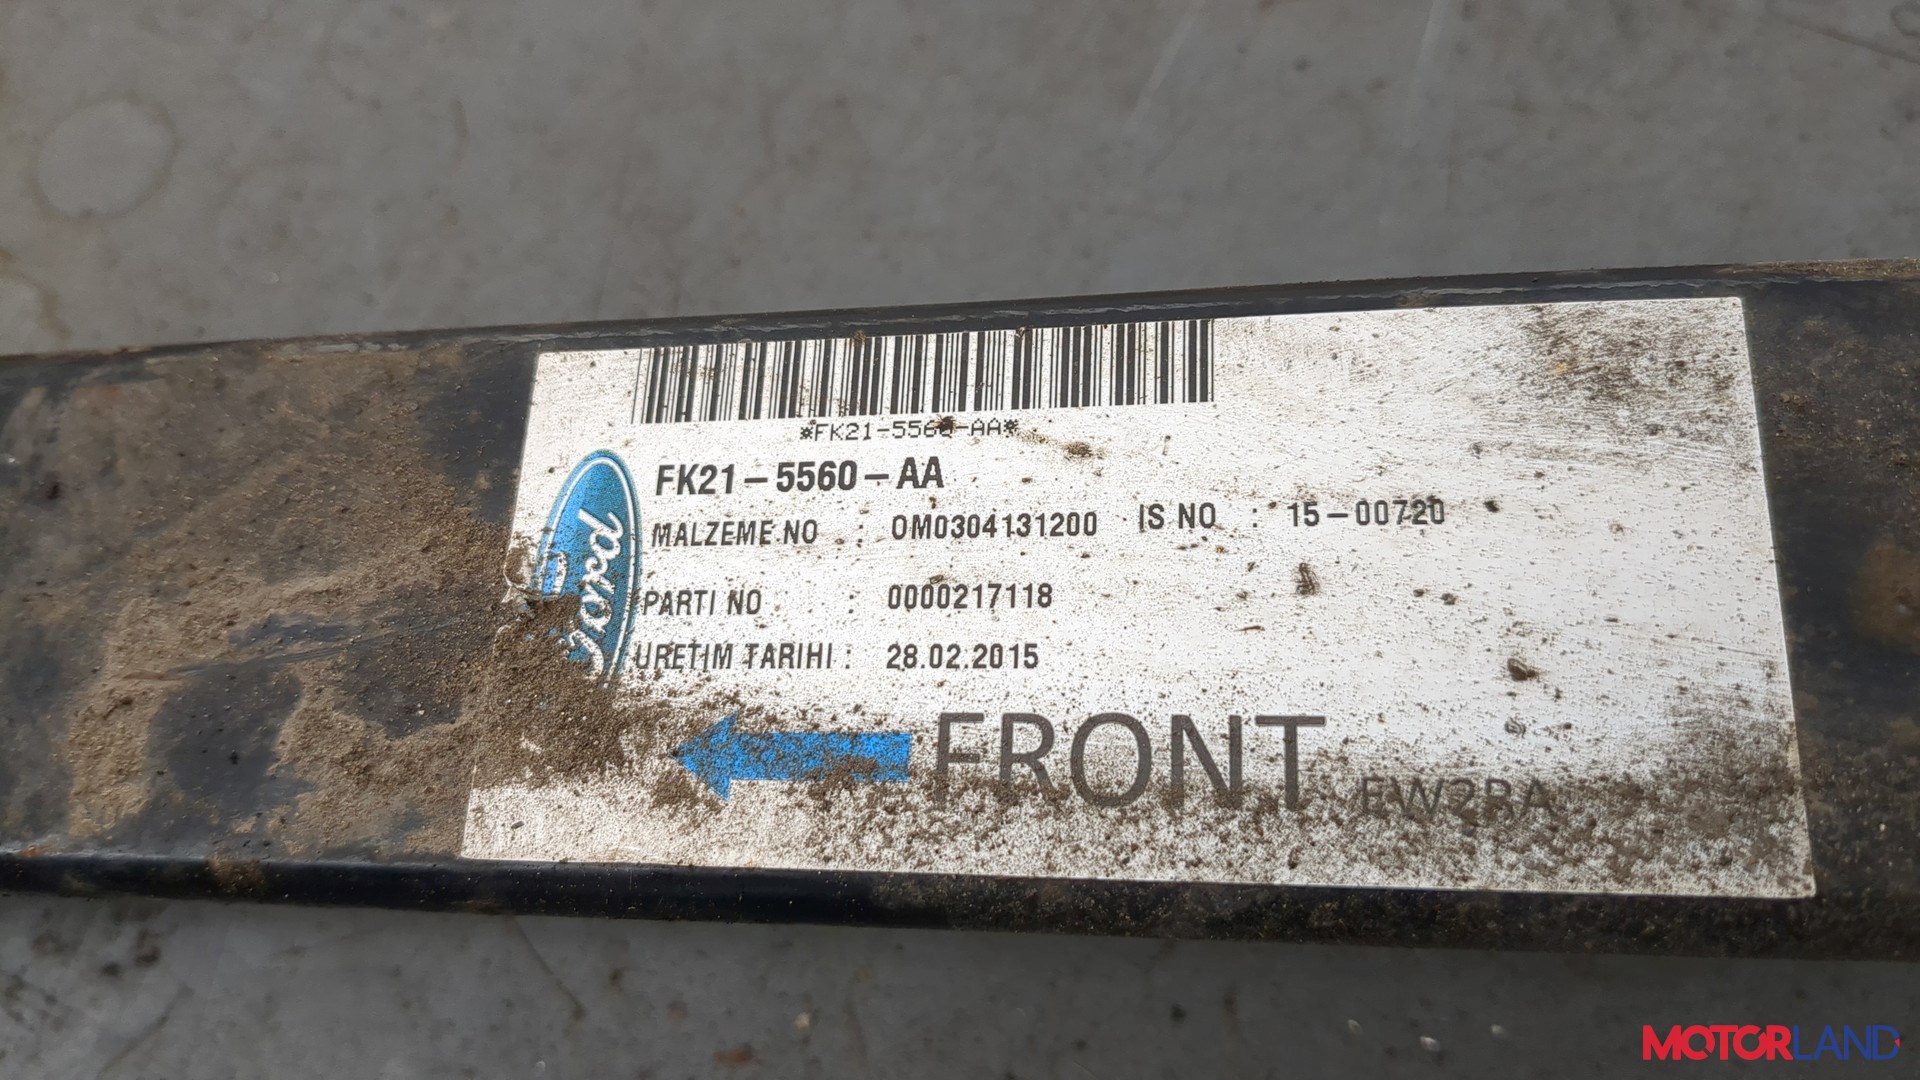 *FK21-5560-AA*
FK21-5560-AA
Ford
MALZEME NO : OM0304131200 IS NO : 15-00720
PARTI NO : 0000217118
URETIM TARIHI : 28.02.2015
FRONT
MOTORLAND